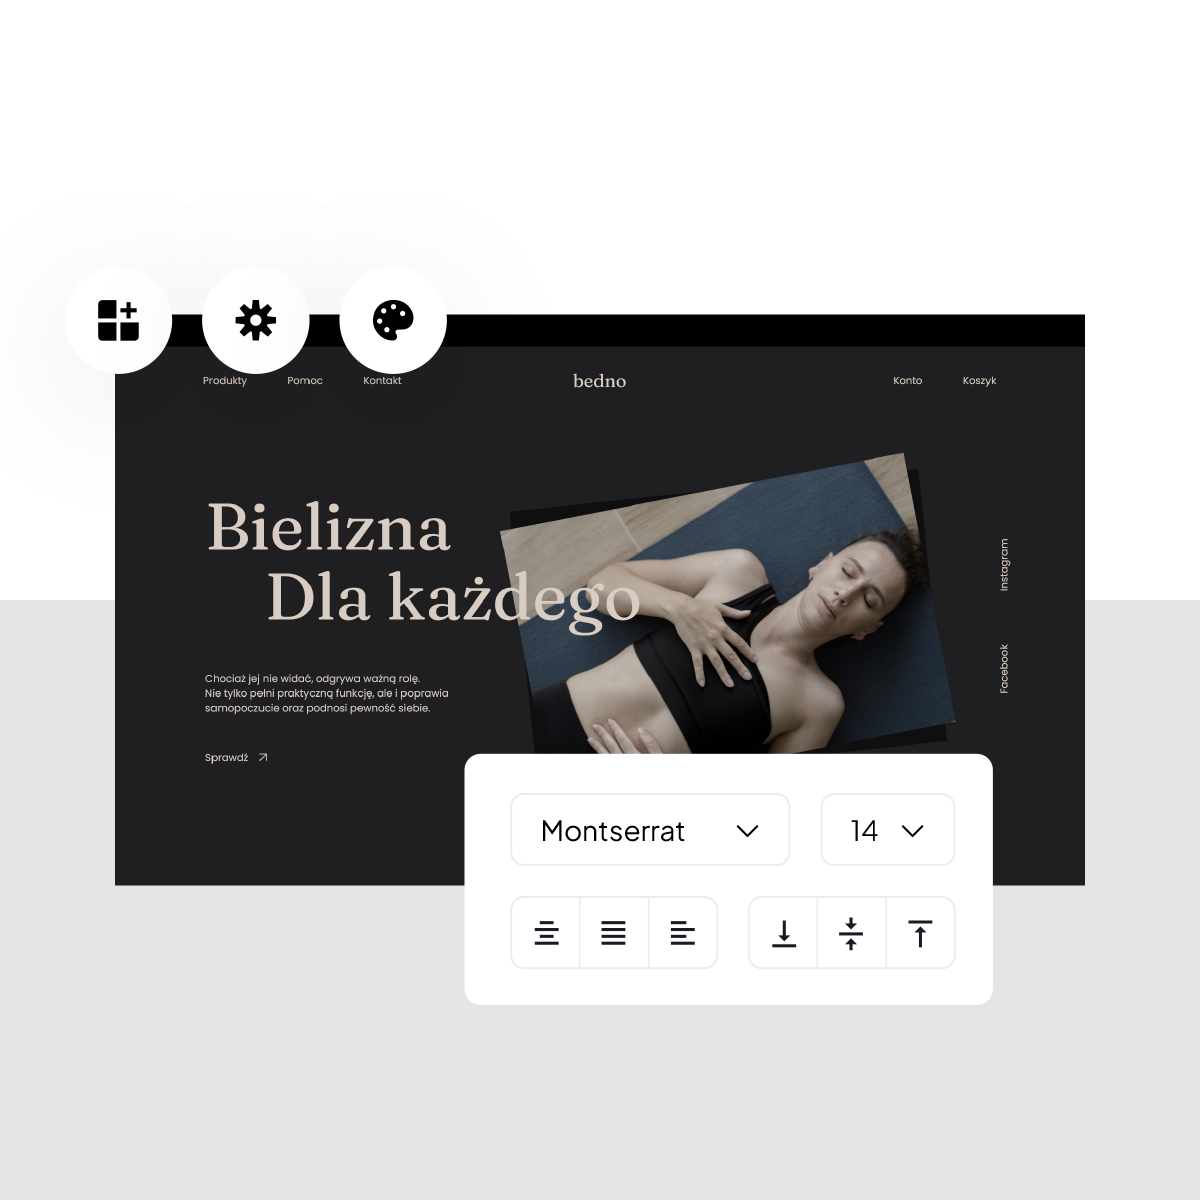 Produkty Pomoc Kontakt bedno Konto Koszyk
Bielizna
Dla każdego
Chociaż jej nie widać, odgrywa ważną rolę.
Nie tylko pełni praktyczną funkcję, ale i poprawia
samopoczucie oraz podnosi pewność siebie.
Sprawdź
Instagram
Facebook
Montserrat 14